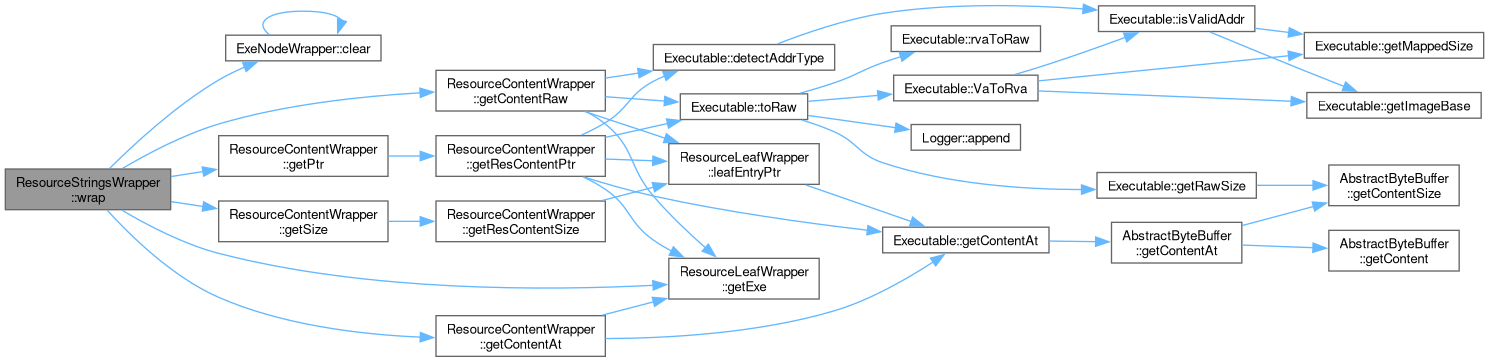 ResourceStringsWrapper
::wrap
ExeNodeWrapper::clear
ResourceContentWrapper
::getContentRaw
ResourceContentWrapper
::getPtr
ResourceContentWrapper
::getResContentPtr
ResourceContentWrapper
::getSize
ResourceContentWrapper
::getResContentSize
ResourceContentWrapper
::getContentAt
Executable::detectAddrType
Executable::toRaw
ResourceLeafWrapper
::leafEntryPtr
ResourceLeafWrapper
::getExe
Executable::rvaToRaw
Executable::VaToRva
Logger::append
Executable::getContentAt
Executable::isValidAddr
Executable::getRawSize
AbstractByteBuffer
::getContentAt
Executable::getMappedSize
Executable::getImageBase
AbstractByteBuffer
::getContentSize
AbstractByteBuffer
::getContent